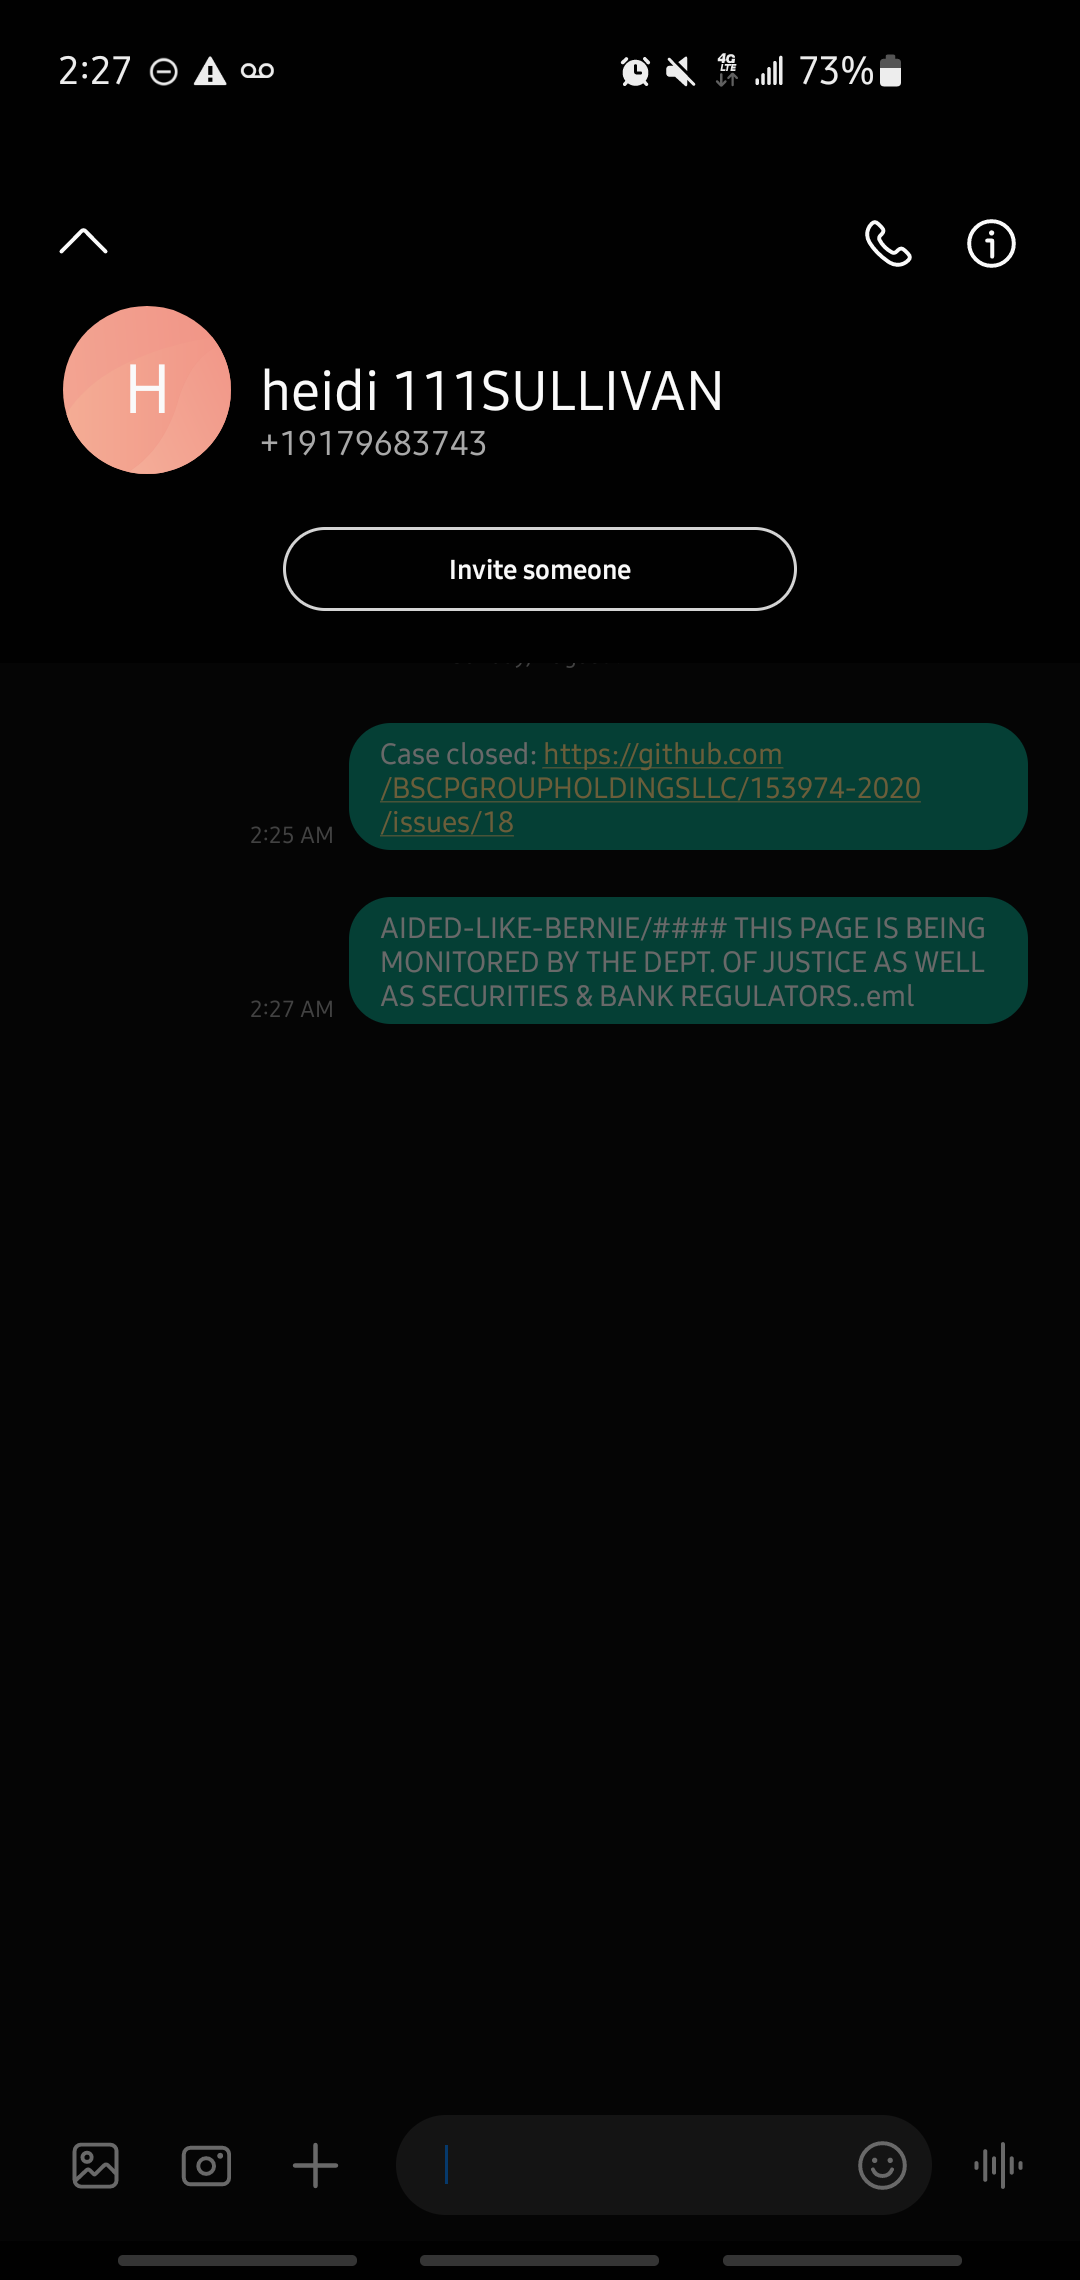 2:27
4G
LTE
73%
H
heidi 111SULLIVAN
+19179683743
Invite someone
Case closed: https://github.com
/BSCPGROUPHOLDINGSLLC/153974-2020
/issues/18
2:25 AM
AIDED-LIKE-BERNIE/#### THIS PAGE IS BEING
MONITORED BY THE DEPT. OF JUSTICE AS WELL
AS SECURITIES & BANK REGULATORS..eml
2:27 AM